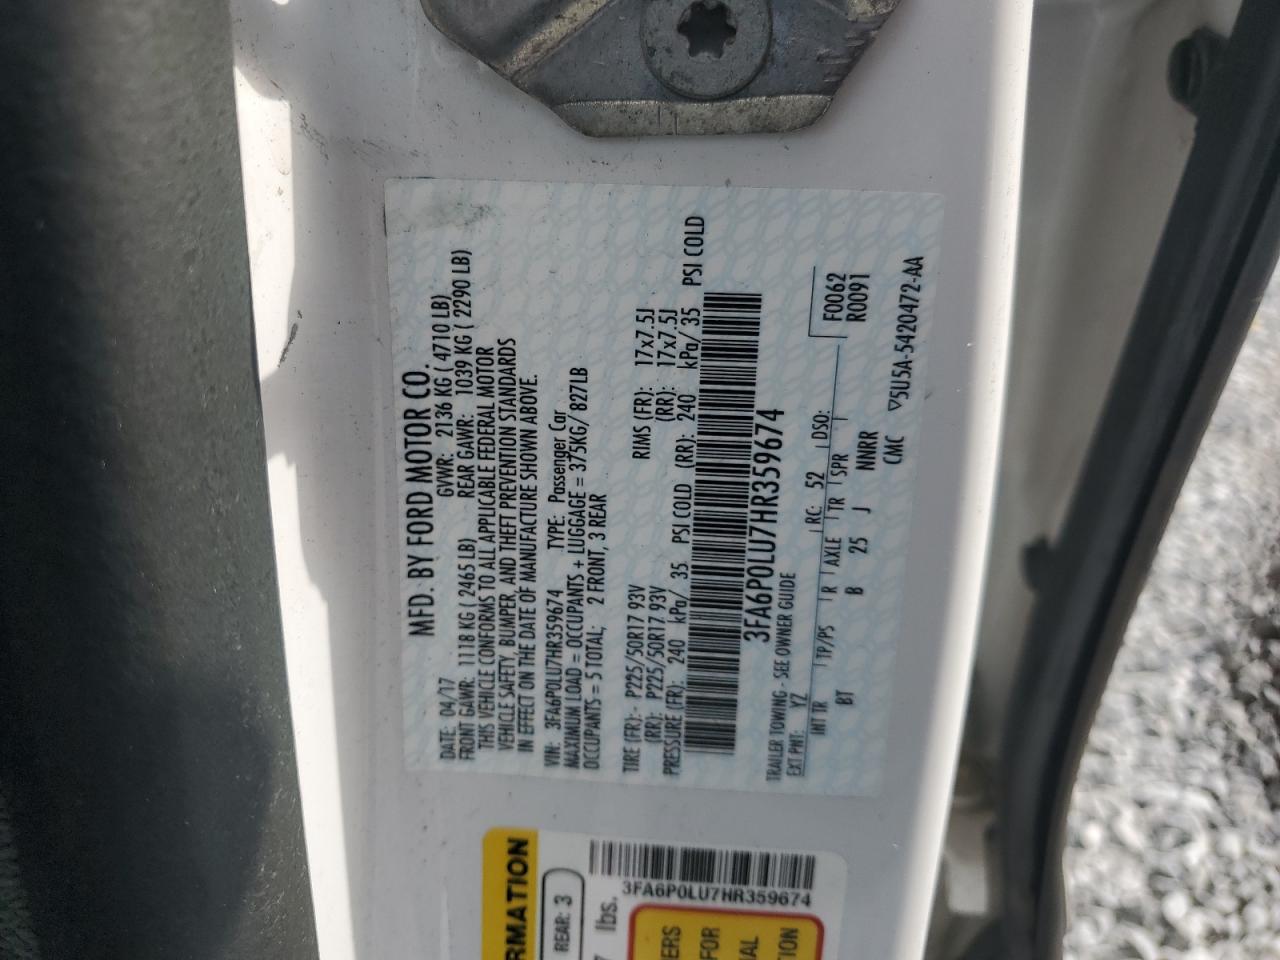 MFD. BY FORD MOTOR CO.
DATE: 04/17 GVWR: 2136 KG ( 4710 LB)
FRONT GAWR: 1118 KG ( 2465 LB) REAR GAWR: 1039 KG ( 2290 LB)
THIS VEHICLE CONFORMS TO ALL APPLICABLE FEDERAL MOTOR
VEHICLE SAFETY, BUMPER, AND THEFT PREVENTION STANDARDS
IN EFFECT ON THE DATE OF MANUFACTURE SHOWN ABOVE.
VIN: 3FA6P0LU7HR359674 TYPE: Passenger Car
MAXIMUM LOAD = OCCUPANTS + LUGGAGE = 375KG/ 827LB
OCCUPANTS = 5 TOTAL: 2 FRONT, 3 REAR
TIRE (FR): - P225/50R17 93V RIMS (FR): 17x7.5J
(RR): P225/50R17 93V (RR): 17x7.5J
PRESSURE (FR): 240 kPa/ 35 PSI COLD (RR): 240 kPa/ 35 PSI COLD
3FA6P0LU7HR359674
TRAILER TOWING - SEE OWNER GUIDE
EXT PNT: YZ RC: 52 DSO: F0062
INT TR TP/PS R AXLE TR SPR R0091
BT B 25 J NNRR
CMC ▽5U5A-5420472-AA
RMATION
REAR: 3
lbs.
3FA6P0LU7HR359674
ERS
FOR
IAL
TION